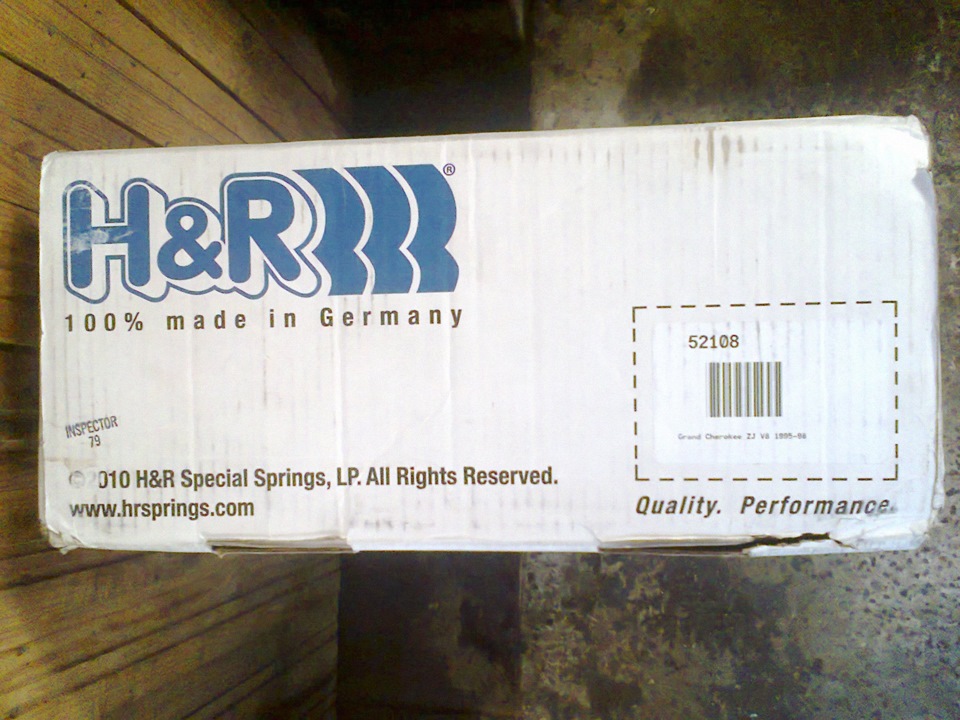 H&R®
100% made in Germany
52108
INSPECTOR
79
Grand Cherokee ZJ V8 1995-98
© 2010 H&R Special Springs, LP. All Rights Reserved.
www.hrsprings.com
Quality. Performance.